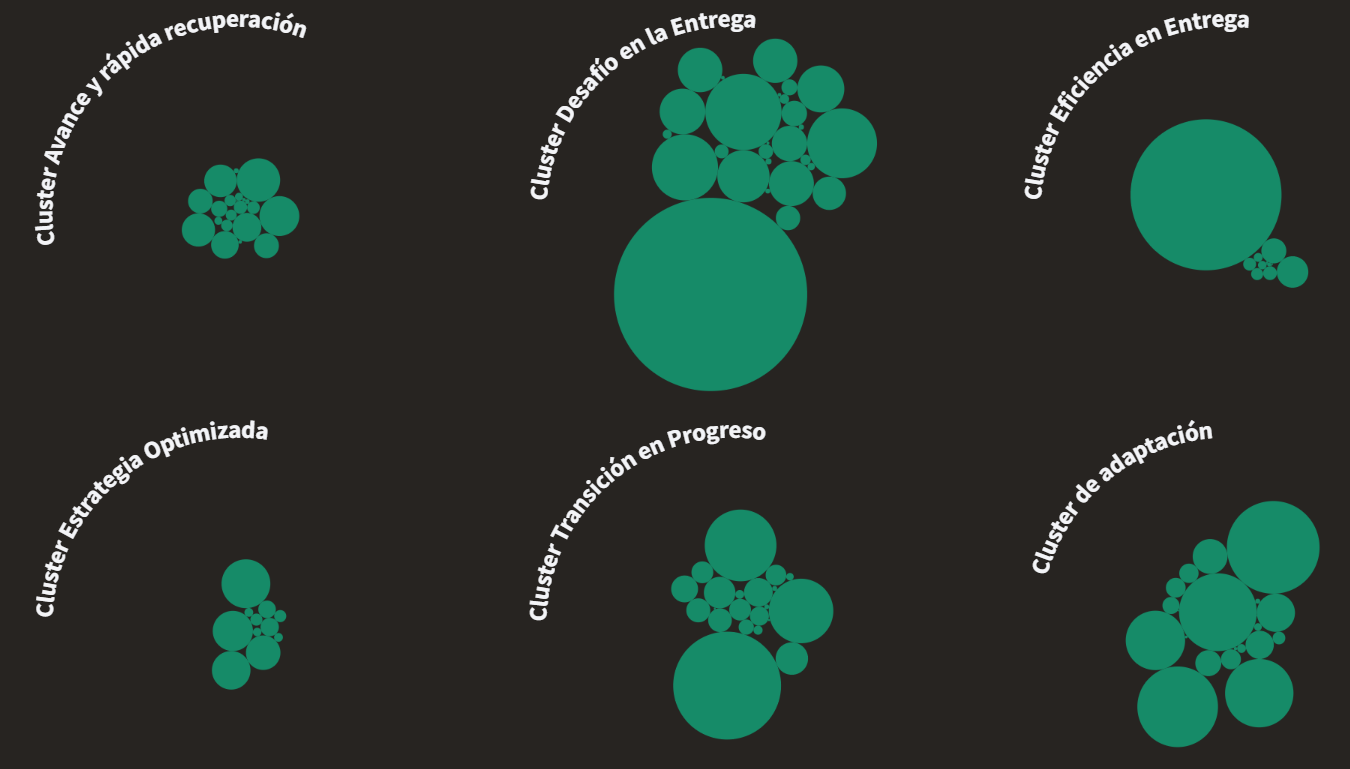 Cluster Avance y rápida recuperación
Cluster Desafío en la Entrega
Cluster Eficiencia en Entrega
Cluster Estrategia Optimizada
Cluster Transición en Progreso
Cluster de adaptación